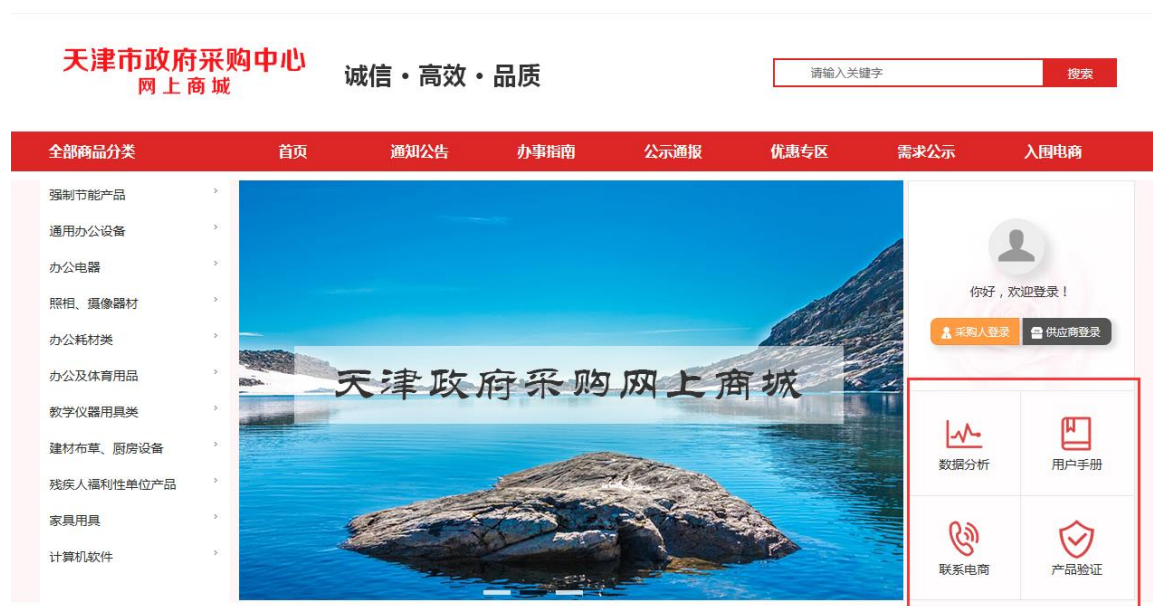 天津市政府采购中心
网上商城
诚信·高效·品质
请输入关键字
搜索
全部商品分类 首页 通知公告 办事指南 公示通报 优惠专区 需求公示 入围电商
强制节能产品
通用办公设备
办公电器
照相、摄像器材
办公耗材类
办公及体育用品
教学仪器用具类
建材布草、厨房设备
残疾人福利性单位产品
家具用具
计算机软件
天津政府采购网上商城
你好，欢迎登录！
采购人登录 供应商登录
数据分析 用户手册
联系电商 产品验证